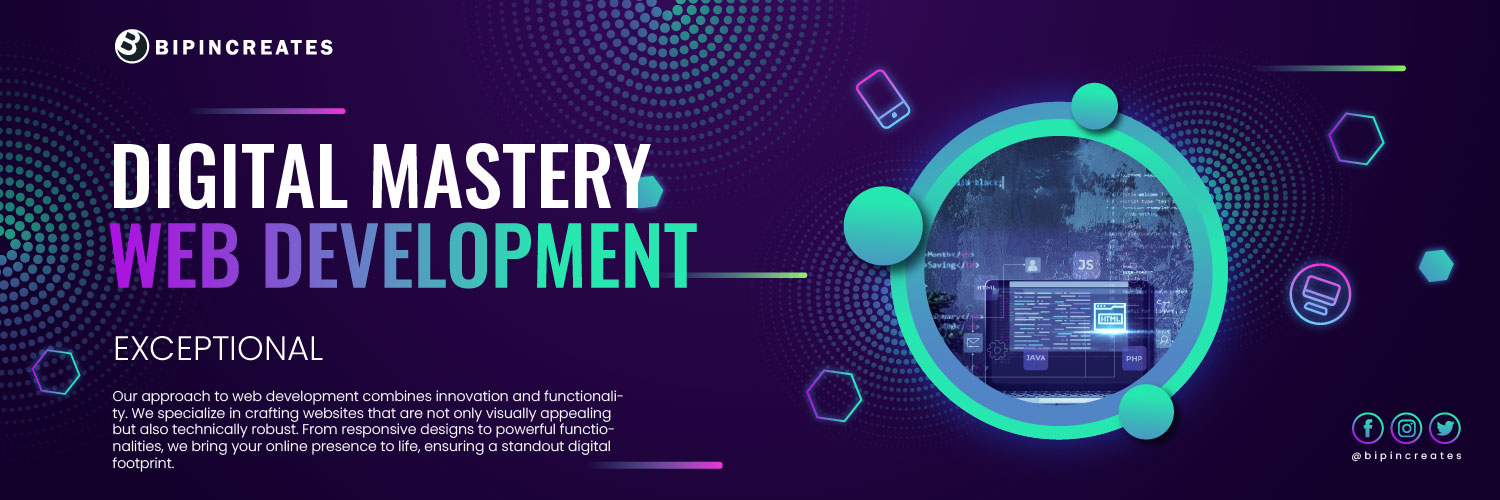 BIPINCREATES
DIGITAL MASTERY
WEB DEVELOPMENT
EXCEPTIONAL
Our approach to web development combines innovation and functionali-
ty. We specialize in crafting websites that are not only visually appealing
but also technically robust. From responsive designs to powerful functio-
nalities, we bring your online presence to life, ensuring a standout digital
footprint.
JS
HTML
HTML
JAVA
PHP
C++
@bipincreates